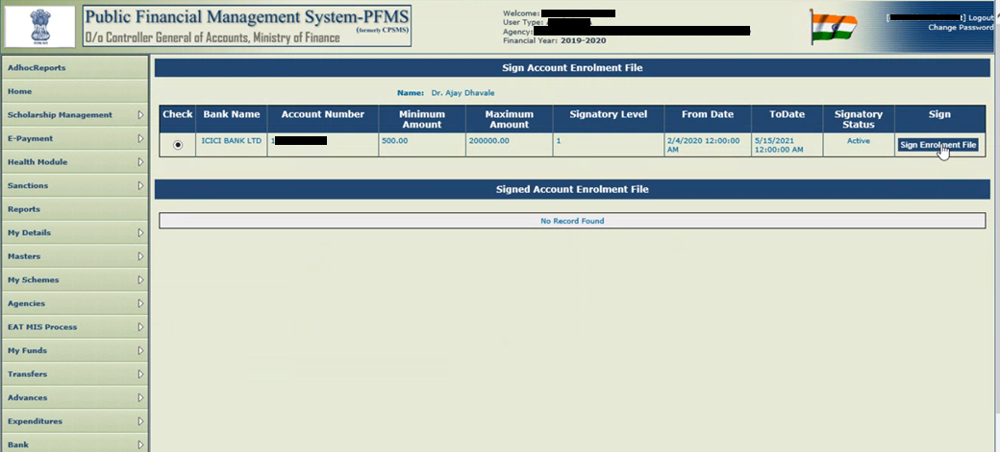 Public Financial Management System-PFMS
(formerly CPSMS)
O/o Controller General of Accounts, Ministry of Finance
Welcome:
User Type:
Agency:
Financial Year: 2019-2020
[ ] Logout
Change Password
AdhocReports
Home
Scholarship Management
E-Payment
Health Module
Sanctions
Reports
My Details
Masters
My Schemes
Agencies
EAT MIS Process
My Funds
Transfers
Advances
Expenditures
Bank
Sign Account Enrolment File
Name: Dr. Ajay Dhavale
Check Bank Name Account Number Minimum Amount Maximum Amount Signatory Level From Date ToDate Signatory Status Sign
ICICI BANK LTD 1 500.00 200000.00 1 2/4/2020 12:00:00 AM 5/15/2021 12:00:00 AM Active Sign Enrolment File
Signed Account Enrolment File
No Record Found